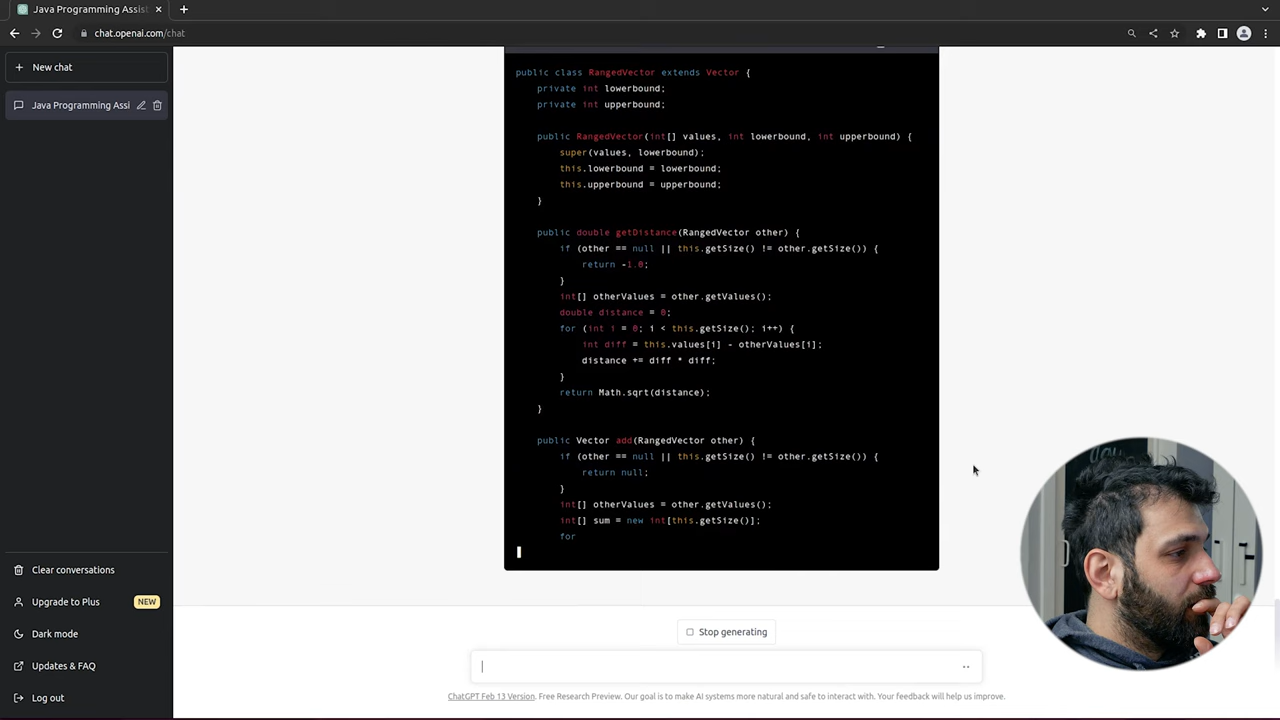 Java Programming Assist
chat.openai.com/chat
New chat
Java Programming Assi
public class RangedVector extends Vector {
private int lowerbound;
private int upperbound;
public RangedVector(int[] values, int lowerbound, int upperbound) {
super(values, lowerbound);
this.lowerbound = lowerbound;
this.upperbound = upperbound;
}
public double getDistance(RangedVector other) {
if (other == null || this.getSize() != other.getSize()) {
return -1.0;
}
int[] otherValues = other.getValues();
double distance = 0;
for (int i = 0; i < this.getSize(); i++) {
int diff = this.values[i] - otherValues[i];
distance += diff * diff;
}
return Math.sqrt(distance);
}
public Vector add(RangedVector other) {
if (other == null || this.getSize() != other.getSize()) {
return null;
}
int[] otherValues = other.getValues();
int[] sum = new int[this.getSize()];
for
Clear conversations
Upgrade to Plus NEW
Dark mode
Updates & FAQ
Log out
Stop generating
ChatGPT Feb 13 Version. Free Research Preview. Our goal is to make AI systems more natural and safe to interact with. Your feedback will help us improve.